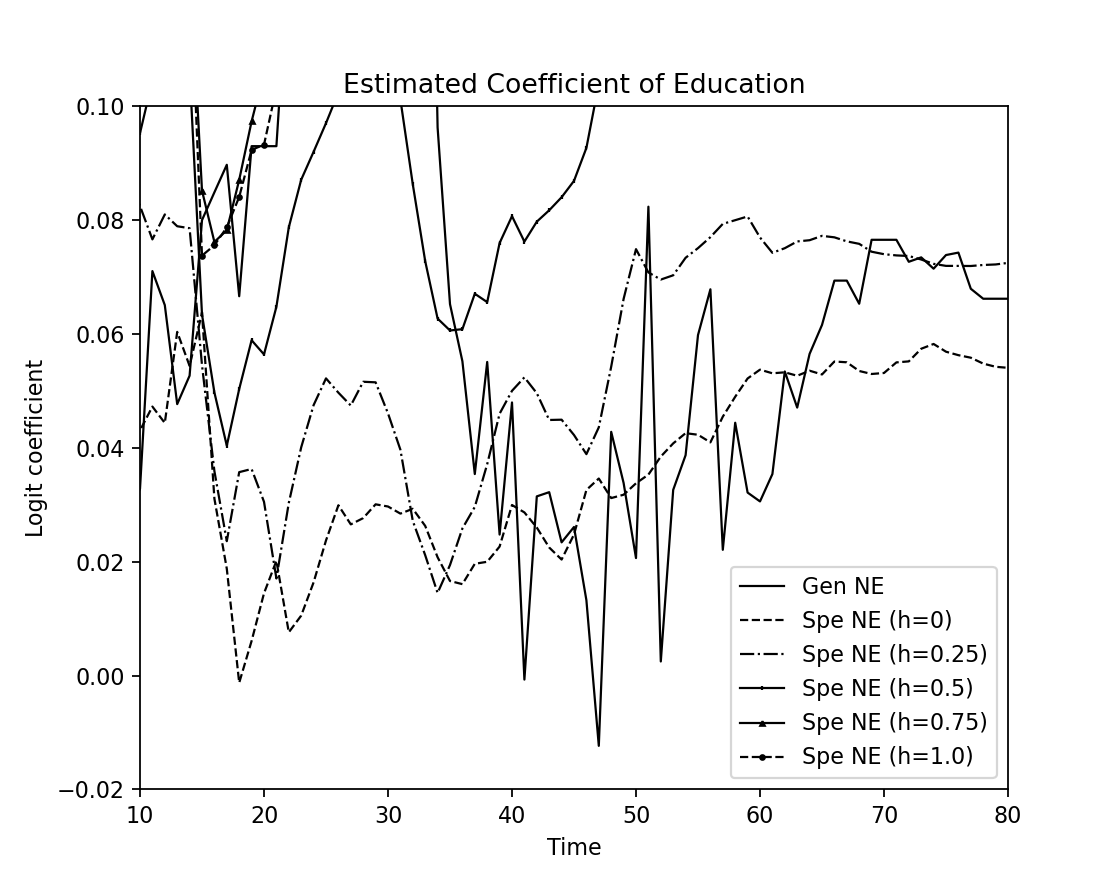 Estimated Coefficient of Education
Logit coefficient
0.10
0.08
0.06
0.04
0.02
0.00
−0.02
10 20 30 40 50 60 70 80
Time
Gen NE
Spe NE (h=0)
Spe NE (h=0.25)
Spe NE (h=0.5)
Spe NE (h=0.75)
Spe NE (h=1.0)